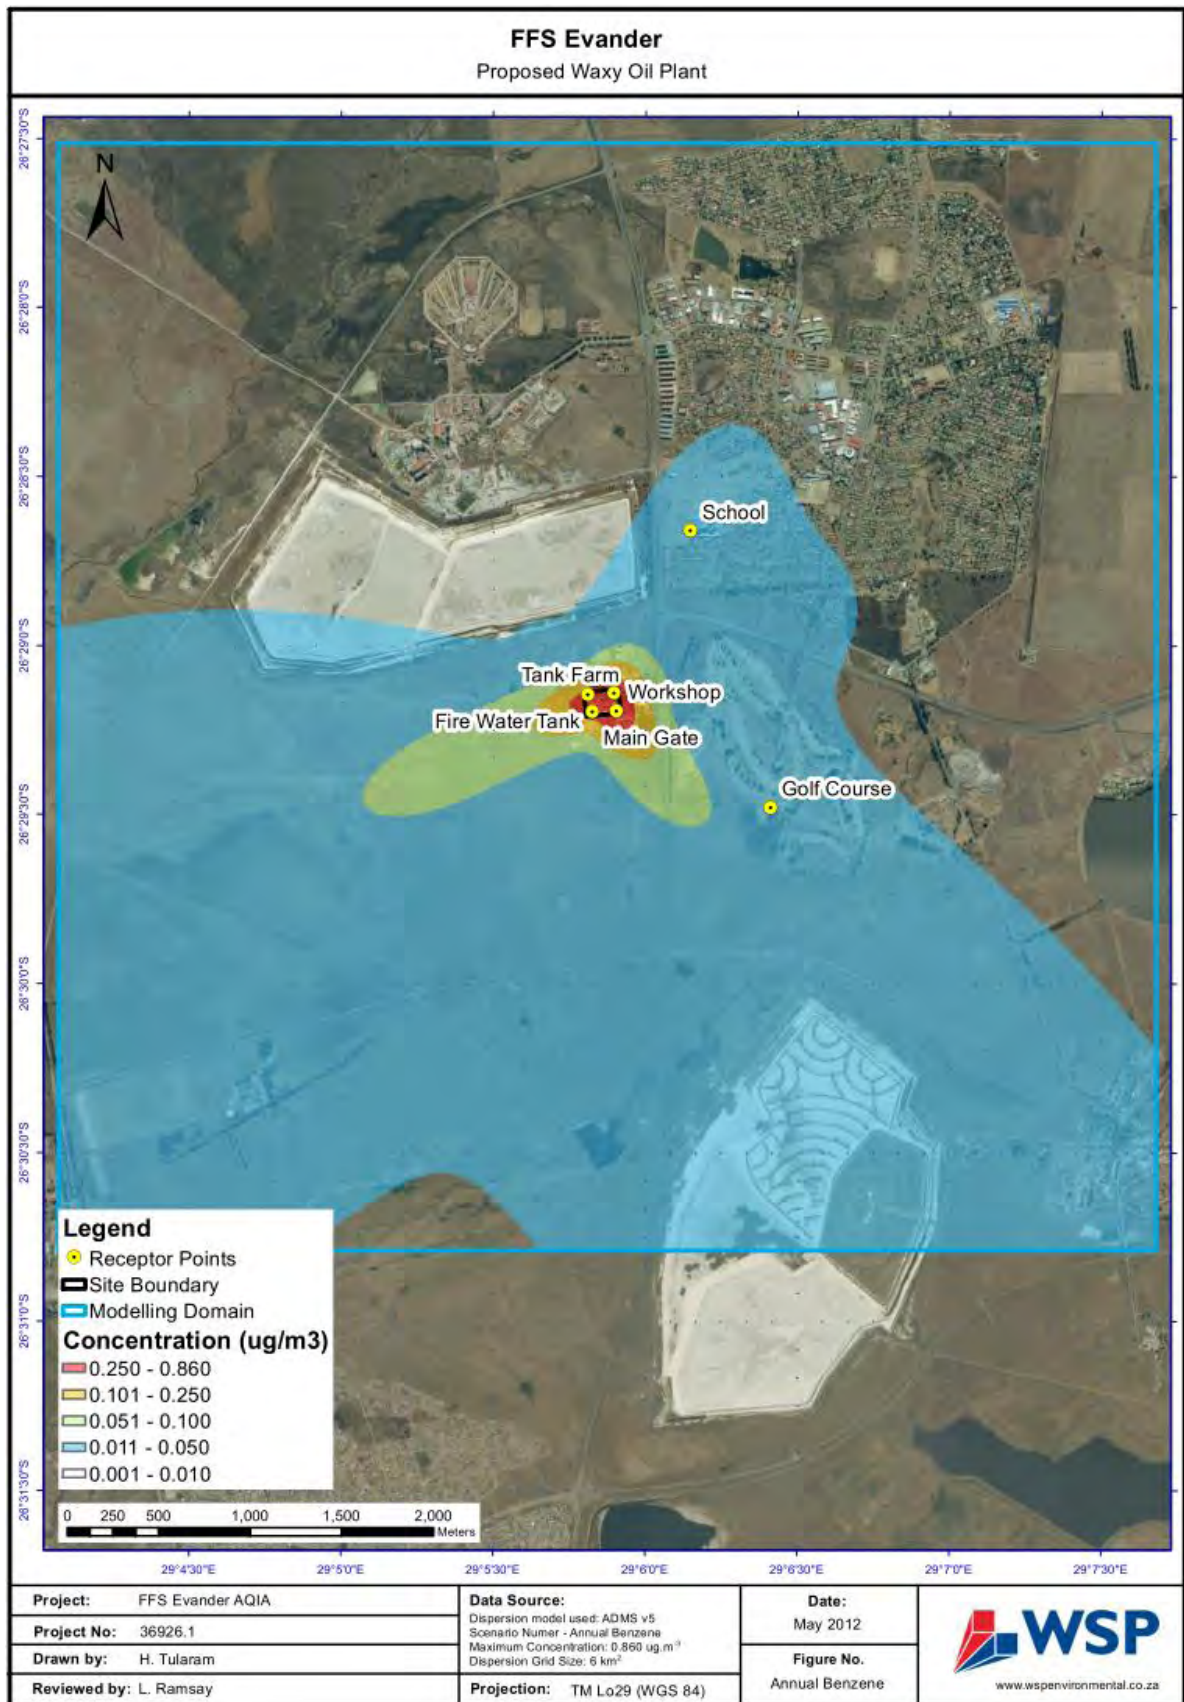 FFS Evander
Proposed Waxy Oil Plant
N
26°27'30"S
26°28'0"S
26°28'30"S
26°29'0"S
26°29'30"S
26°30'0"S
26°30'30"S
26°31'0"S
26°31'30"S
School
Tank Farm
Workshop
Fire Water Tank
Main Gate
Golf Course
Legend
Receptor Points
Site Boundary
Modelling Domain
Concentration (ug/m3)
0.250 - 0.860
0.101 - 0.250
0.051 - 0.100
0.011 - 0.050
0.001 - 0.010
0 250 500 1,000 1,500 2,000
Meters
29°4'30"E 29°5'0"E 29°5'30"E 29°6'0"E 29°6'30"E 29°7'0"E 29°7'30"E
Project: FFS Evander AQIA
Project No: 36926.1
Drawn by: H. Tularam
Reviewed by: L. Ramsay
Data Source:
Dispersion model used: ADMS v5
Scenario Numer - Annual Benzene
Maximum Concentration: 0.860 ug.m⁻³
Dispersion Grid Size: 6 km²
Projection: TM Lo29 (WGS 84)
Date:
May 2012
Figure No.
Annual Benzene
WSP
www.wspenvironmental.co.za